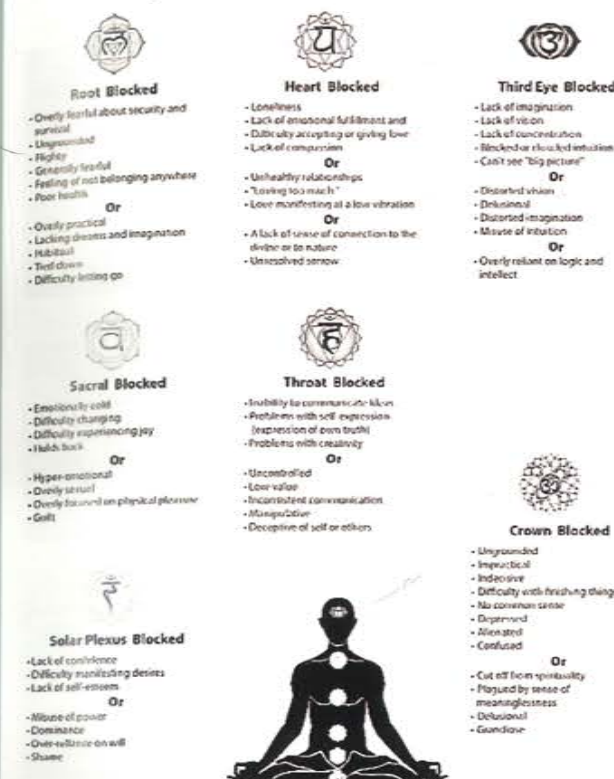 Root Blocked
- Overly fearful about security and
survival
- Ungrounded
- Flighty
- Generally fearful
- Feeling of not belonging anywhere
- Poor health
Or
- Overly practical
- Lacking dreams and imagination
- Habitual
- Tied down
- Difficulty letting go
Sacral Blocked
- Emotionally cold
- Difficulty changing
- Difficulty experiencing joy
- Holds back
Or
- Hyper-emotional
- Overly sexual
- Overly focused on physical pleasure
- Guilt
Solar Plexus Blocked
- Lack of confidence
- Difficulty manifesting desires
- Lack of self-esteem
Or
- Misuse of power
- Dominance
- Over-reliance on will
- Shame
यं
Heart Blocked
- Loneliness
- Lack of emotional fulfillment and
- Difficulty accepting or giving love
- Lack of compassion
Or
- Unhealthy relationships
- "Loving too much"
- Love manifesting at a low vibration
Or
- A lack of sense of connection to the
divine or to nature
- Unresolved sorrow
हं
Throat Blocked
- Inability to communicate ideas
- Problems with self-expression
(expression of own truth)
- Problems with creativity
Or
- Uncontrolled
- Low-value
- Inconsistent communication
- Manipulative
- Deceptive of self or others
ॐ
Third Eye Blocked
- Lack of imagination
- Lack of vision
- Lack of concentration
- Blocked or clouded intuition
- Can't see "big picture"
Or
- Distorted vision
- Delusional
- Distorted imagination
- Misuse of intuition
Or
- Overly reliant on logic and
intellect
ॐ
Crown Blocked
- Ungrounded
- Impractical
- Indecisive
- Difficulty with finishing thing
- No common sense
- Depressed
- Alienated
- Confused
Or
- Cut off from spirituality
- Plagued by sense of
meaninglessness
- Delusional
- Grandiose